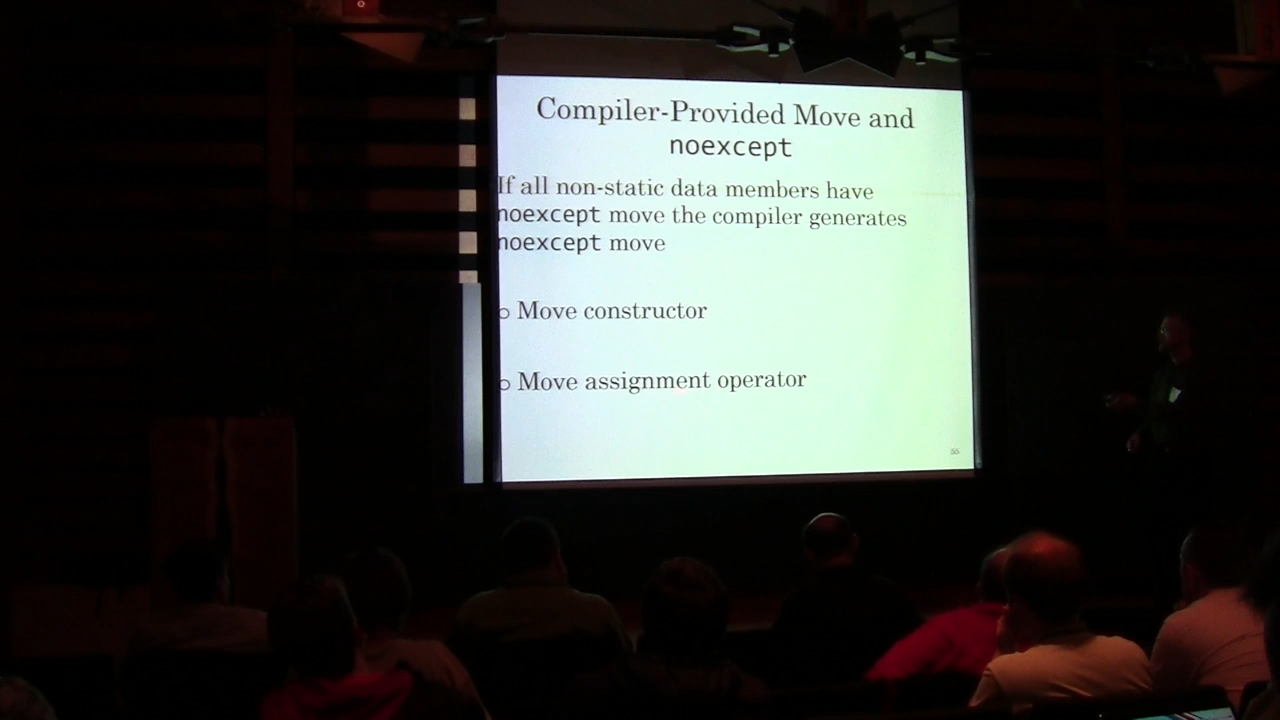 Compiler-Provided Move and
noexcept
If all non-static data members have
noexcept move the compiler generates
noexcept move
○ Move constructor
○ Move assignment operator